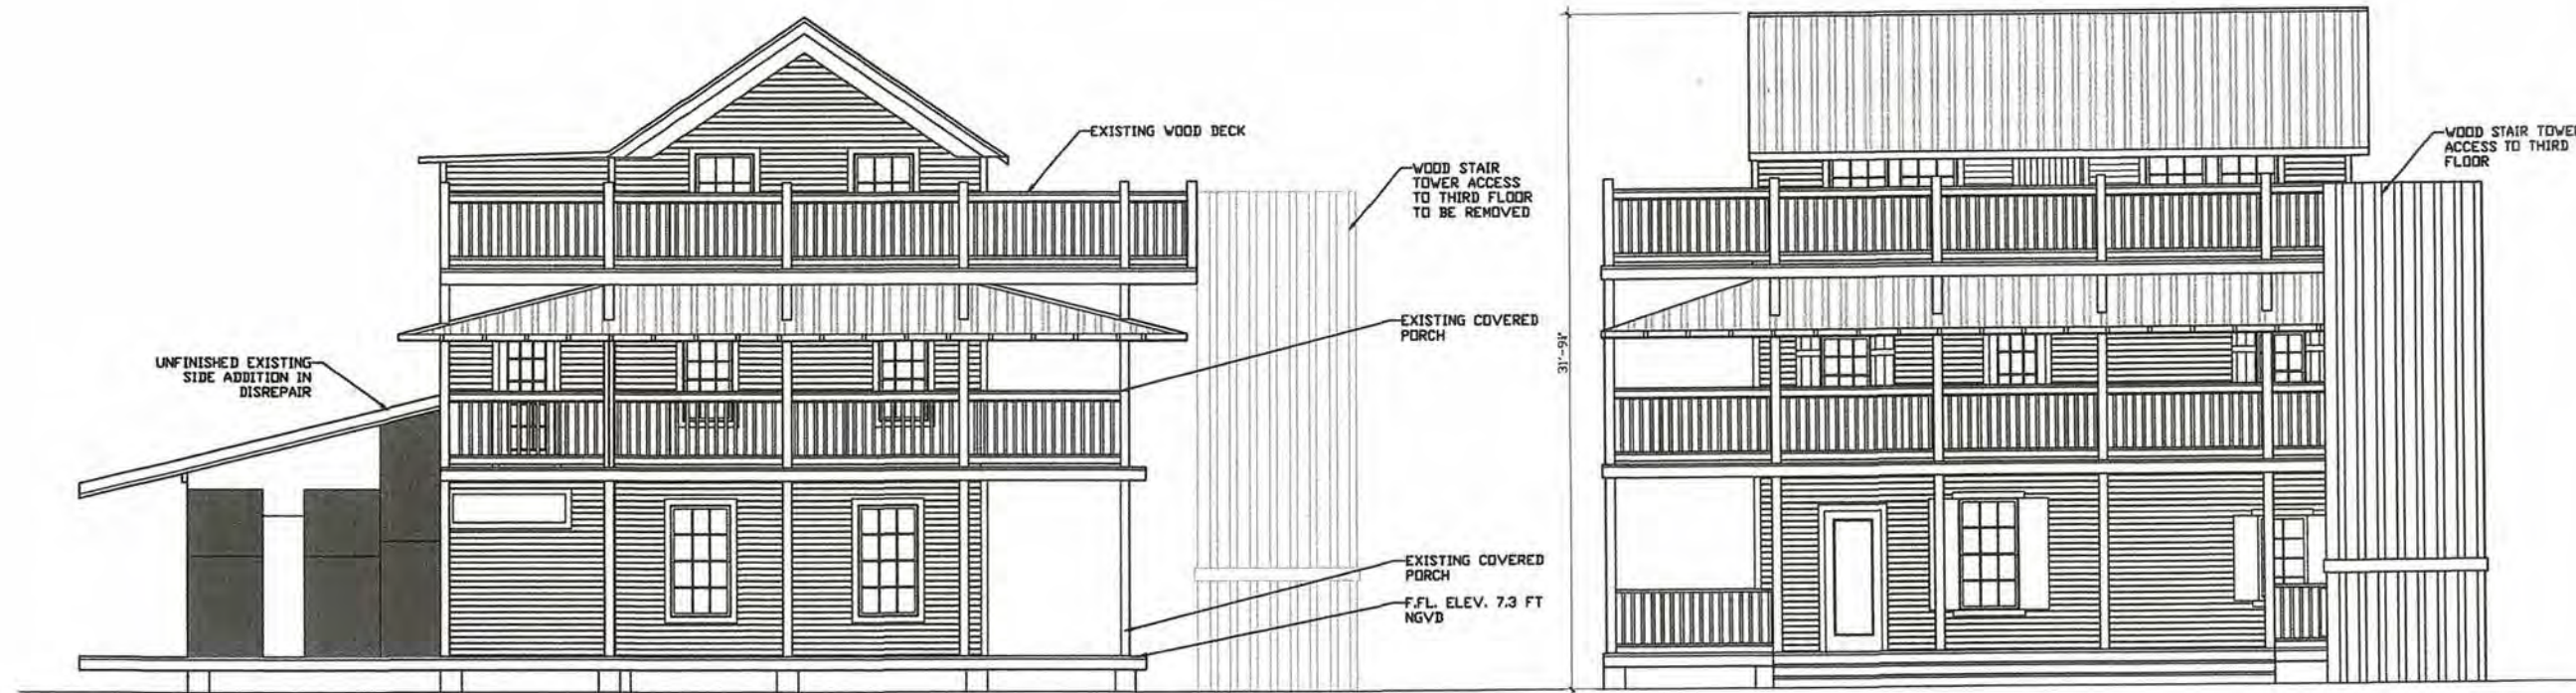 EXISTING WOOD DECK
WOOD STAIR
TOWER ACCESS
TO THIRD FLOOR
TO BE REMOVED
EXISTING COVERED
PORCH
UNFINISHED EXISTING
SIDE ADDITION IN
DISREPAIR
EXISTING COVERED
PORCH
F.FL. ELEV. 7.3 FT
NGVD
WOOD STAIR TOWER
ACCESS TO THIRD
FLOOR